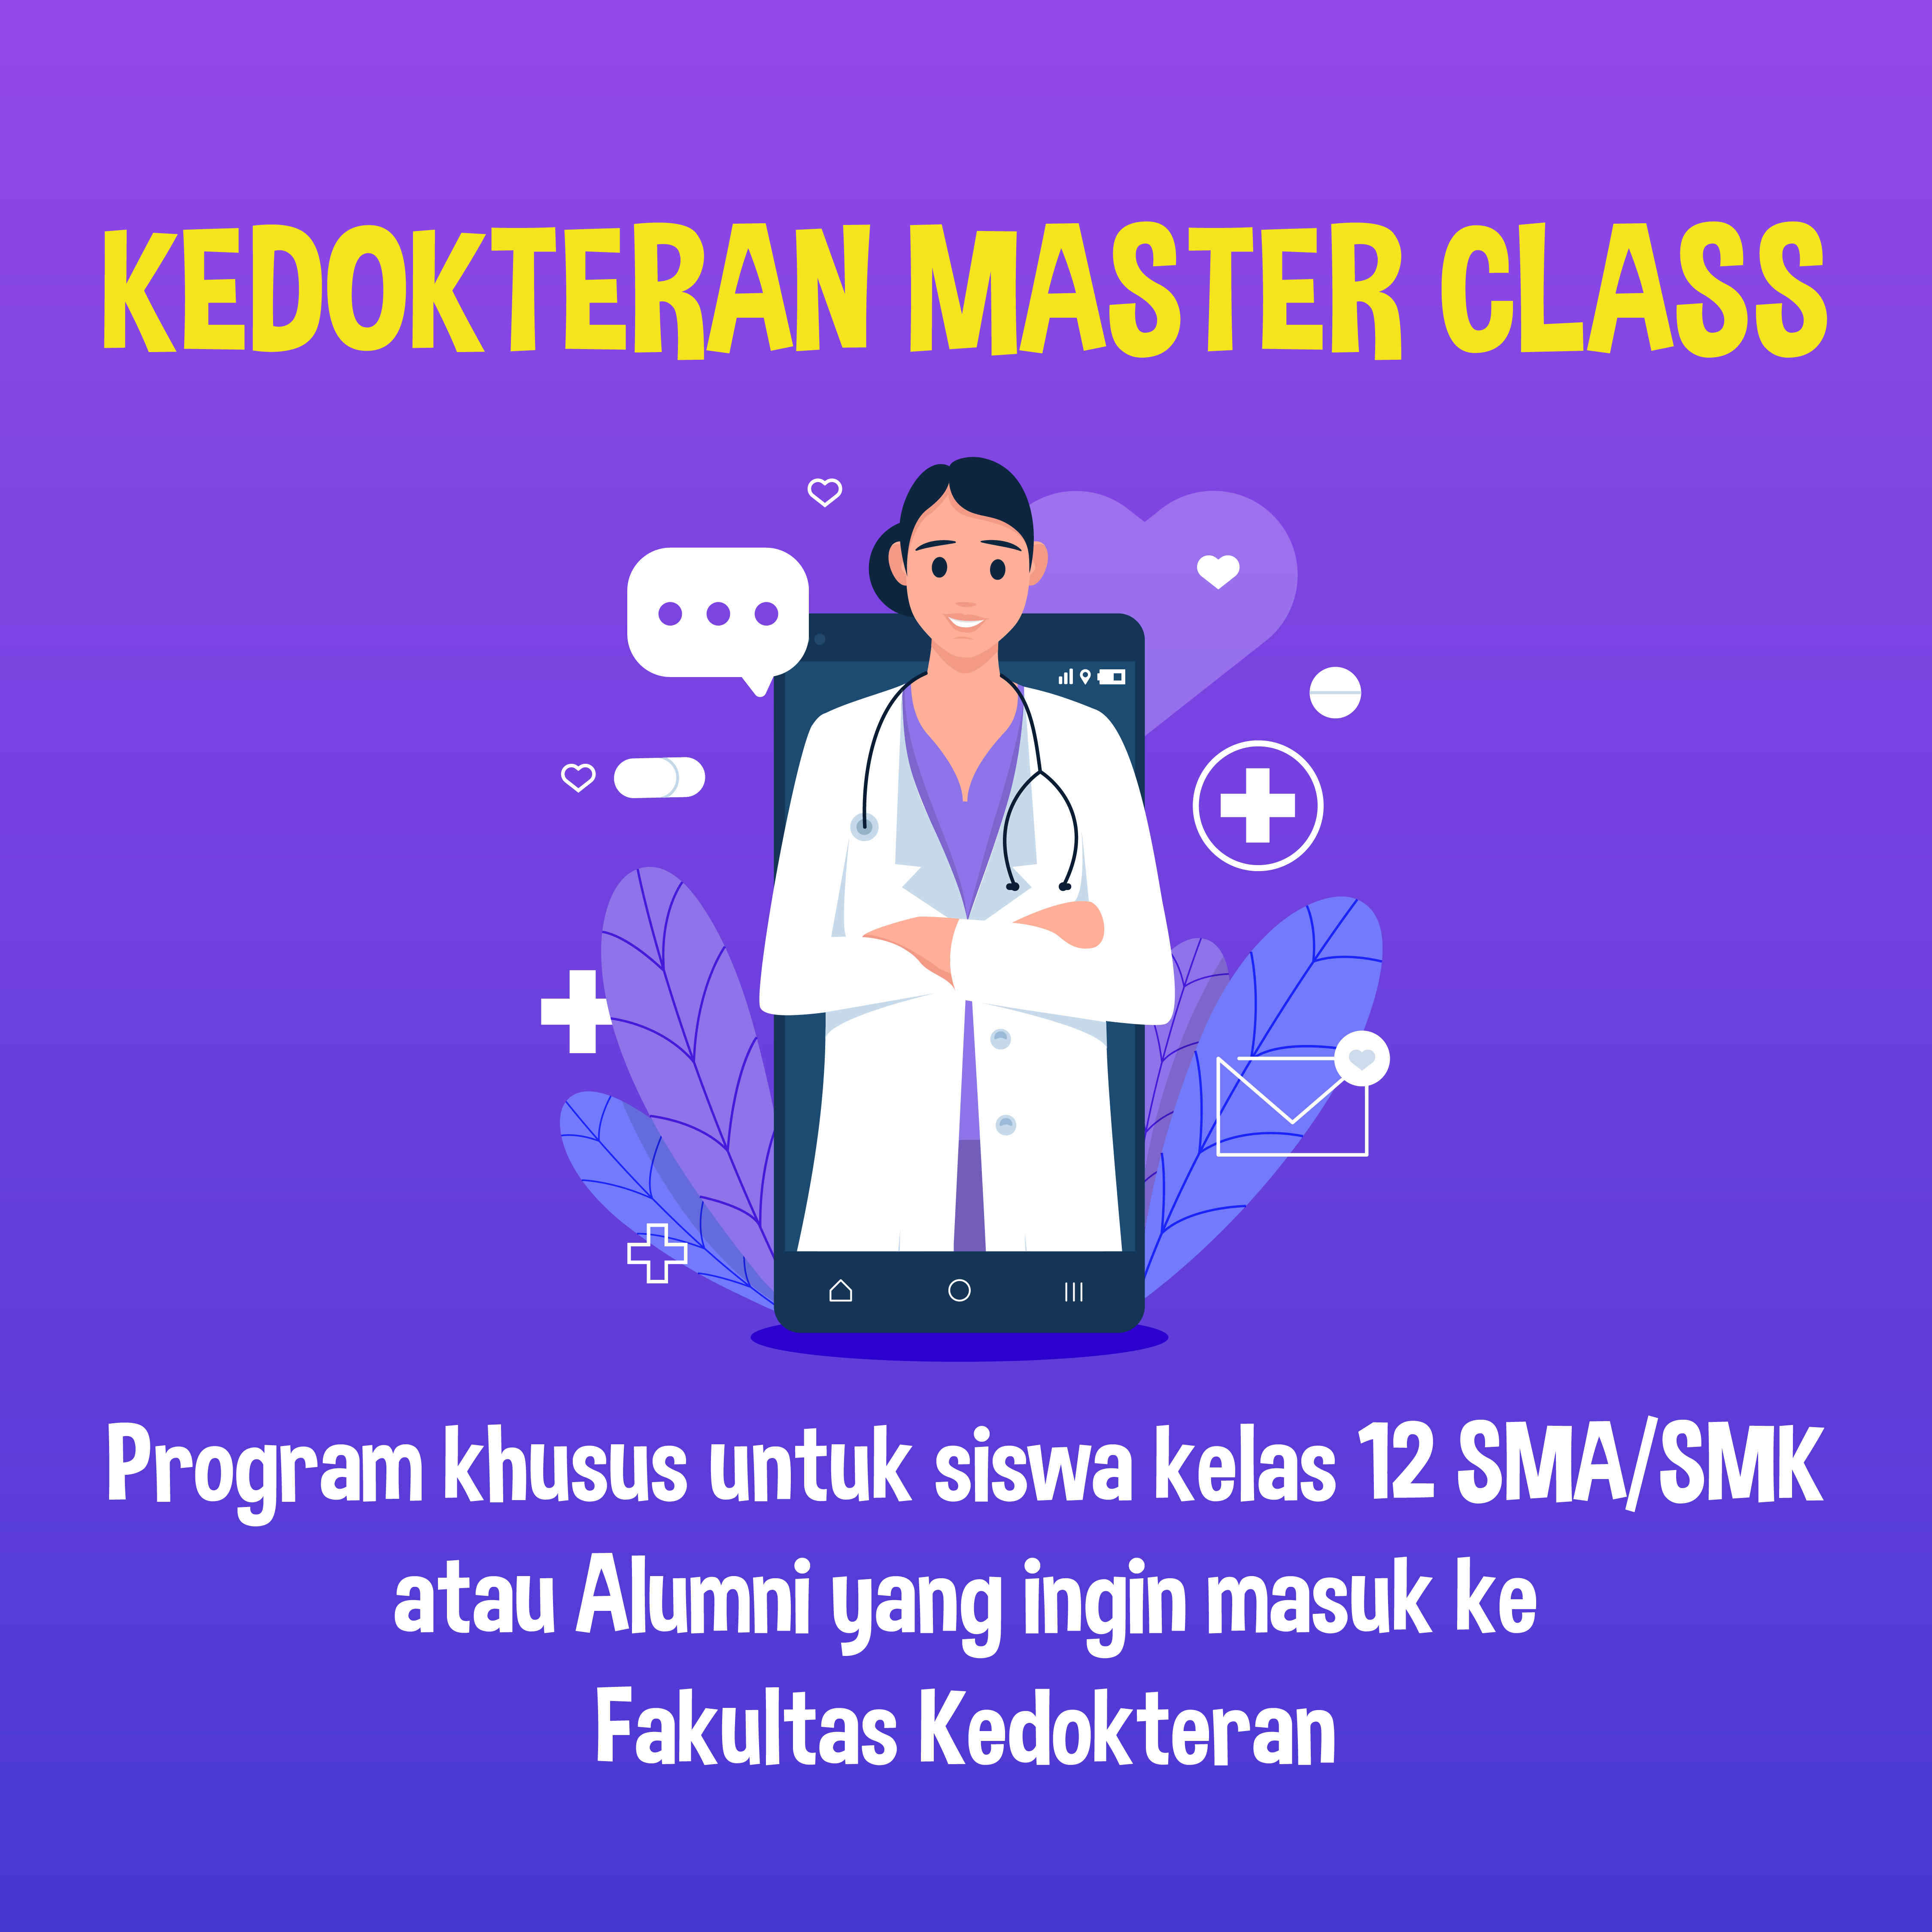 KEDOKTERAN MASTER CLASS
Program khusus untuk siswa kelas 12 SMA/SMK
atau Alumni yang ingin masuk ke
Fakultas Kedokteran